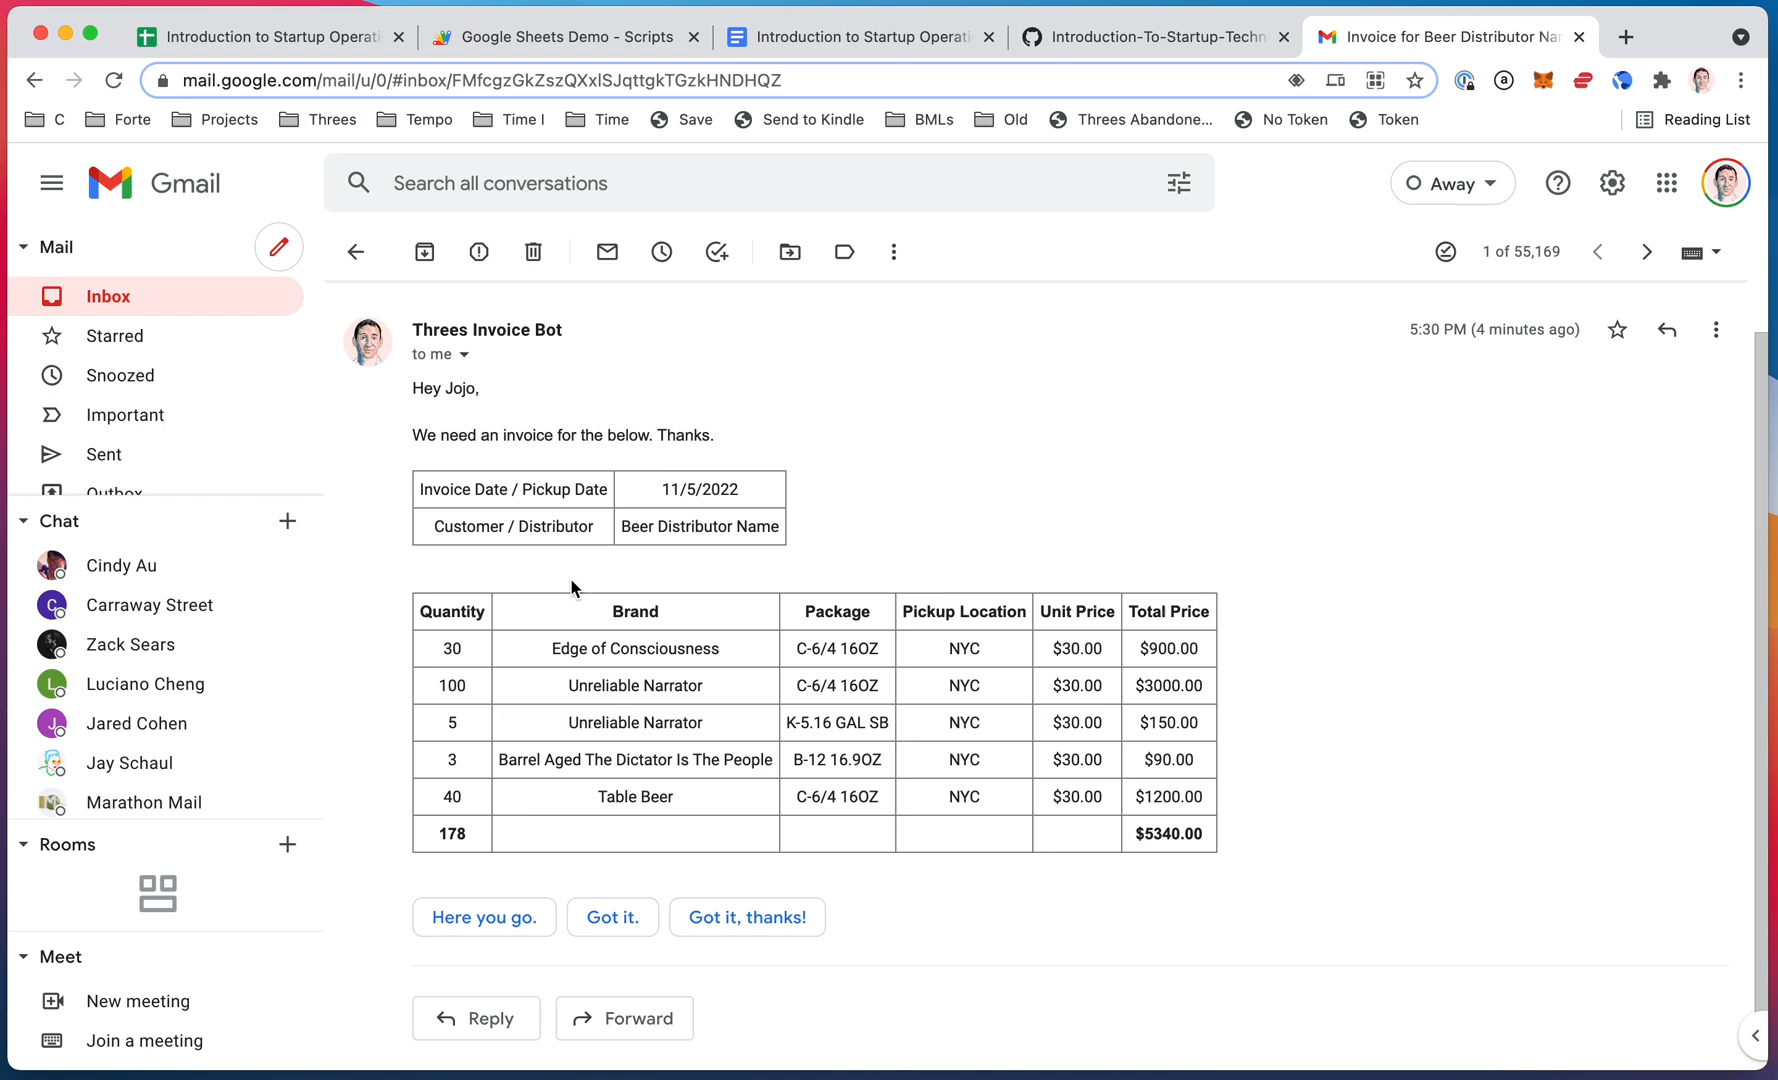 Introduction to Startup Operati
Google Sheets Demo - Scripts
Introduction to Startup Operati
Introduction-To-Startup-Techn
Invoice for Beer Distributor Nar
mail.google.com/mail/u/0/#inbox/FMfcgzGkZszQXxlSJqttgkTGzkHNDHQZ
C
Forte
Projects
Threes
Tempo
Time I
Time
Save
Send to Kindle
BMLs
Old
Threes Abandone...
No Token
Token
Reading List
Gmail
Search all conversations
Away
Mail
1 of 55,169
Inbox
Starred
Snoozed
Important
Sent
Outbox
Chat
Cindy Au
C Carraway Street
Zack Sears
L Luciano Cheng
J Jared Cohen
Jay Schaul
Marathon Mail
Rooms
Meet
New meeting
Join a meeting
Threes Invoice Bot
5:30 PM (4 minutes ago)
to me
Hey Jojo,
We need an invoice for the below. Thanks.
Invoice Date / Pickup Date 11/5/2022
Customer / Distributor Beer Distributor Name
Quantity Brand Package Pickup Location Unit Price Total Price
30 Edge of Consciousness C-6/4 16OZ NYC $30.00 $900.00
100 Unreliable Narrator C-6/4 16OZ NYC $30.00 $3000.00
5 Unreliable Narrator K-5.16 GAL SB NYC $30.00 $150.00
3 Barrel Aged The Dictator Is The People B-12 16.9OZ NYC $30.00 $90.00
40 Table Beer C-6/4 16OZ NYC $30.00 $1200.00
178 $5340.00
Here you go.
Got it.
Got it, thanks!
Reply
Forward